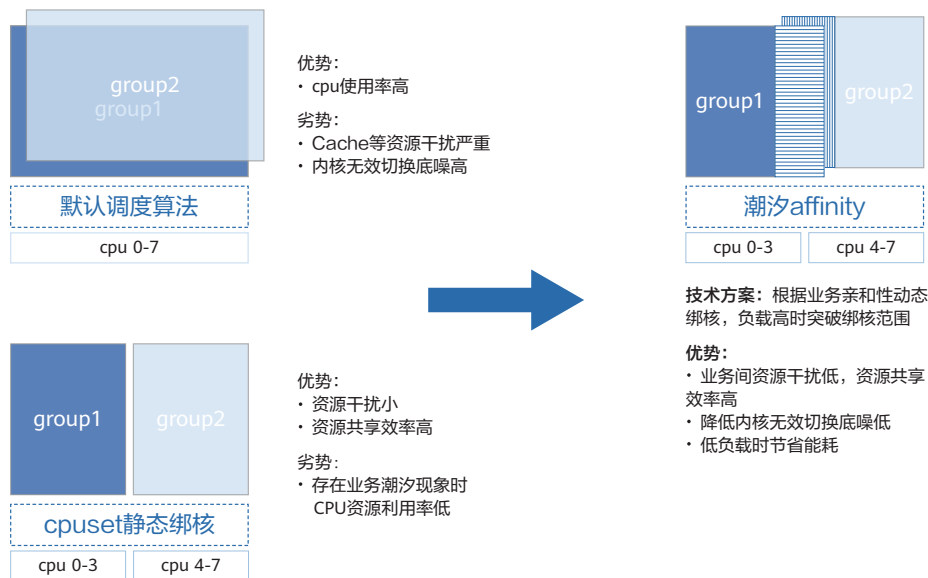 group2
group1
默认调度算法
cpu 0-7
优势：
· cpu使用率高
劣势：
· Cache等资源干扰严重
· 内核无效切换底噪高
group1
group2
cpuset静态绑核
cpu 0-3
cpu 4-7
优势：
· 资源干扰小
· 资源共享效率高
劣势：
· 存在业务潮汐现象时
CPU资源利用率低
group1
group2
潮汐affinity
cpu 0-3
cpu 4-7
技术方案：根据业务亲和性动态
绑核，负载高时突破绑核范围
优势：
· 业务间资源干扰低，资源共享
效率高
· 降低内核无效切换底噪低
· 低负载时节省能耗